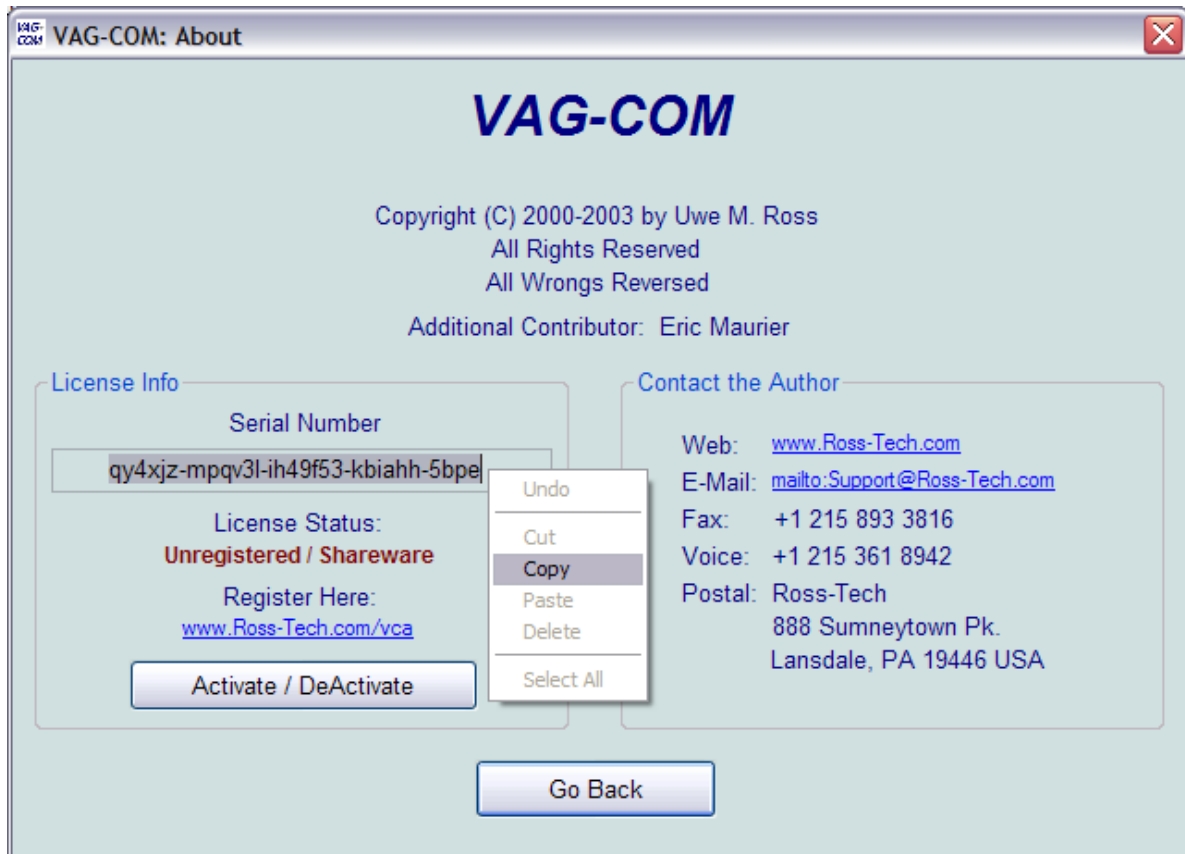 VAG-COM VAG-COM: About
VAG-COM
Copyright (C) 2000-2003 by Uwe M. Ross
All Rights Reserved
All Wrongs Reversed
Additional Contributor: Eric Maurier
License Info
Serial Number
qy4xjz-mpqv3l-ih49f53-kbiahh-5bpe
License Status:
Unregistered / Shareware
Register Here:
www.Ross-Tech.com/vca
Activate / DeActivate
Undo
Cut
Copy
Paste
Delete
Select All
Contact the Author
Web: www.Ross-Tech.com
E-Mail: mailto:Support@Ross-Tech.com
Fax: +1 215 893 3816
Voice: +1 215 361 8942
Postal: Ross-Tech
888 Sumneytown Pk.
Lansdale, PA 19446 USA
Go Back